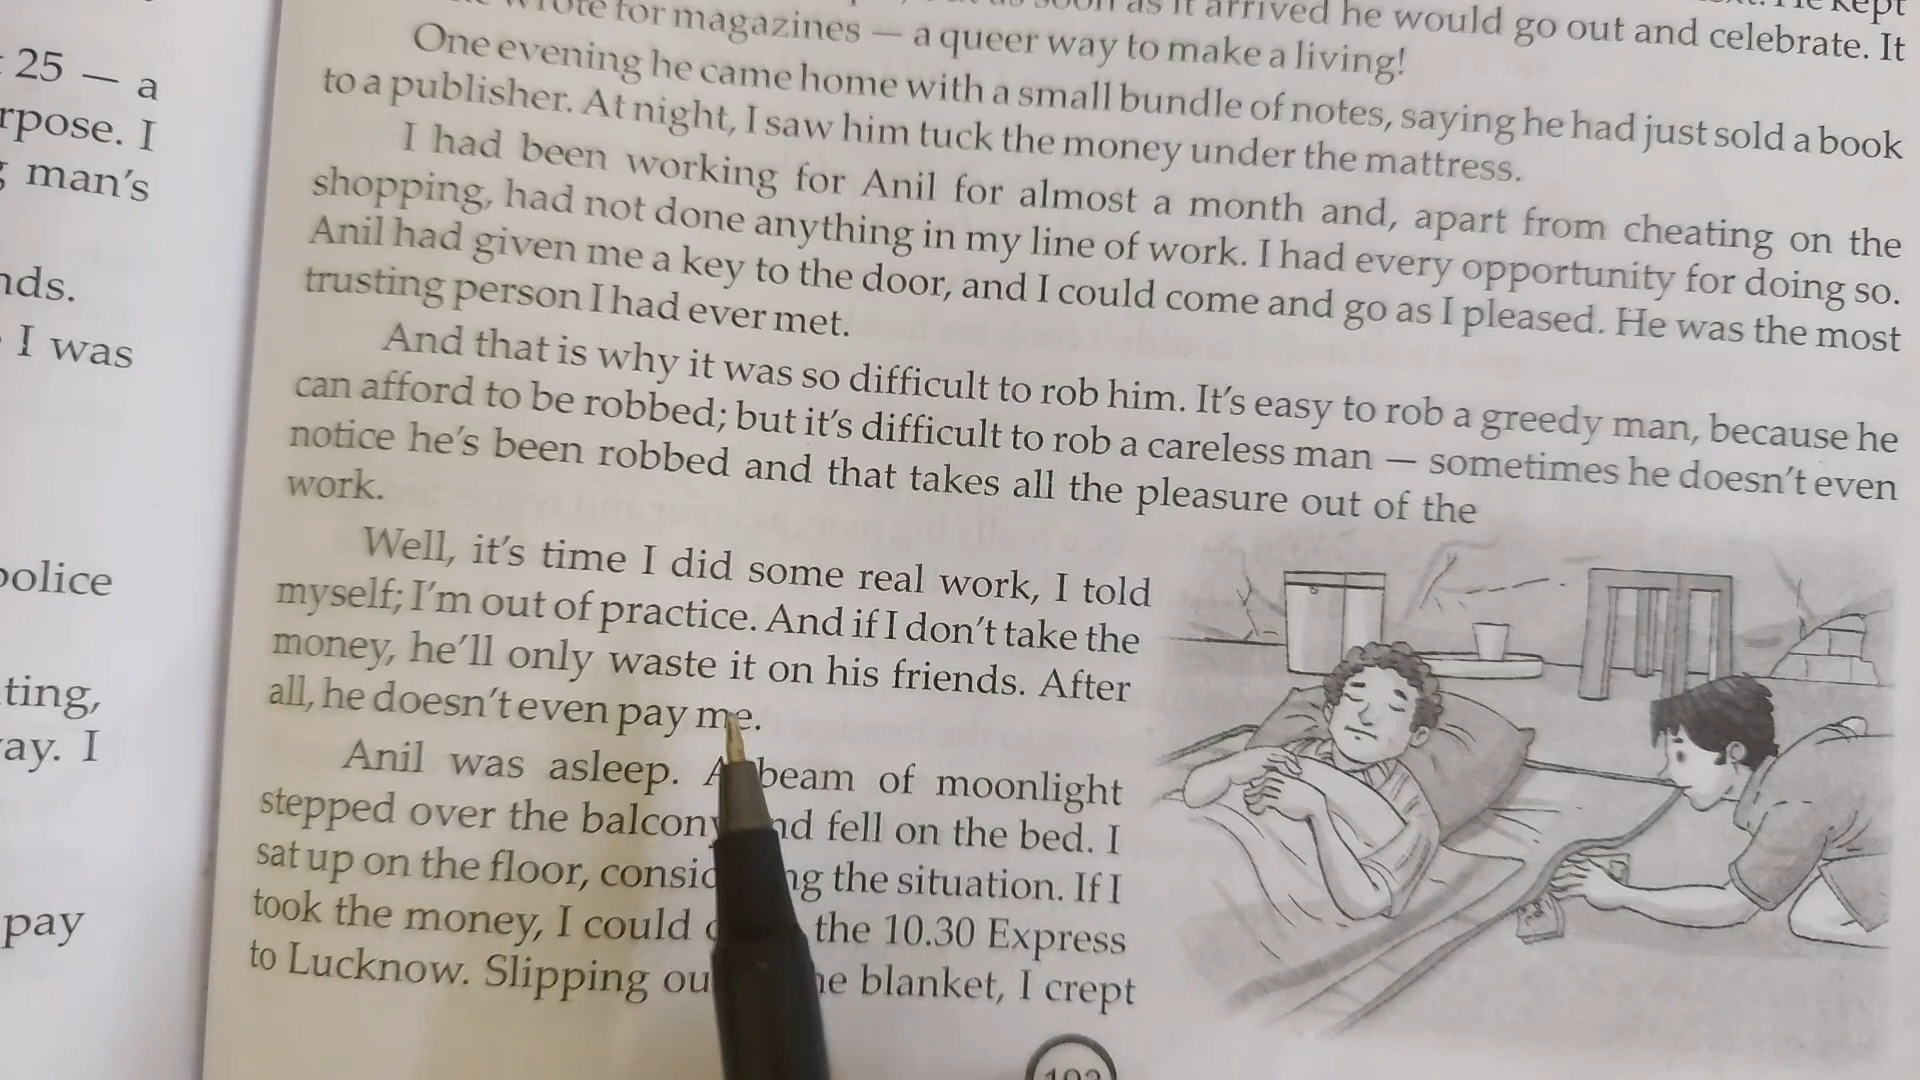 25 — a
rpose. I
man's
nds.
I was
police
ting,
ay. I
pay
wrote for magazines — a queer way to make a living!
as soon as it arrived he would go out and celebrate. It
One evening he came home with a small bundle of notes, saying he had just sold a book
to a publisher. At night, I saw him tuck the money under the mattress.
I had been working for Anil for almost a month and, apart from cheating on the
shopping, had not done anything in my line of work. I had every opportunity for doing so.
Anil had given me a key to the door, and I could come and go as I pleased. He was the most
trusting person I had ever met.
And that is why it was so difficult to rob him. It's easy to rob a greedy man, because he
can afford to be robbed; but it's difficult to rob a careless man — sometimes he doesn't even
notice he's been robbed and that takes all the pleasure out of the
work.
Well, it's time I did some real work, I told
myself; I'm out of practice. And if I don't take the
money, he'll only waste it on his friends. After
all, he doesn't even pay me.
Anil was asleep. A beam of moonlight
stepped over the balcony nd fell on the bed. I
sat up on the floor, consid ng the situation. If I
took the money, I could the 10.30 Express
to Lucknow. Slipping ou he blanket, I crept